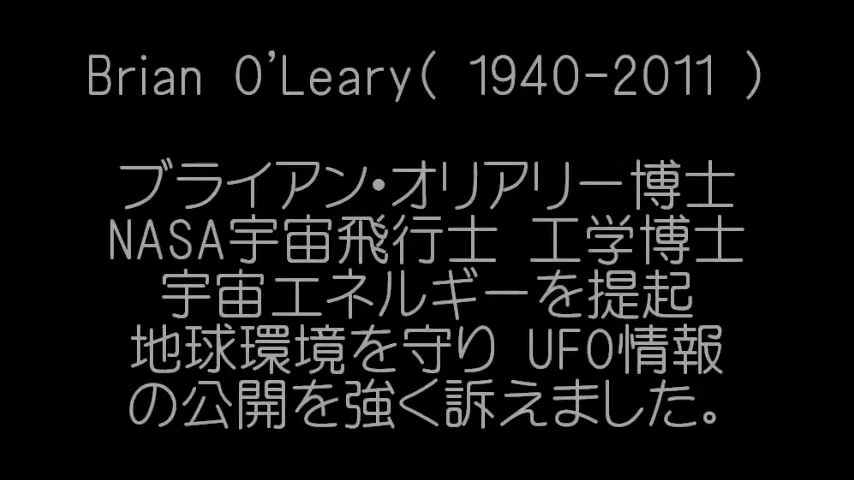 Brian O'Leary( 1940-2011 )
ブライアン・オリアリー博士
NASA宇宙飛行士 工学博士
宇宙エネルギーを提起
地球環境を守り UFO情報
の公開を強く訴えました。